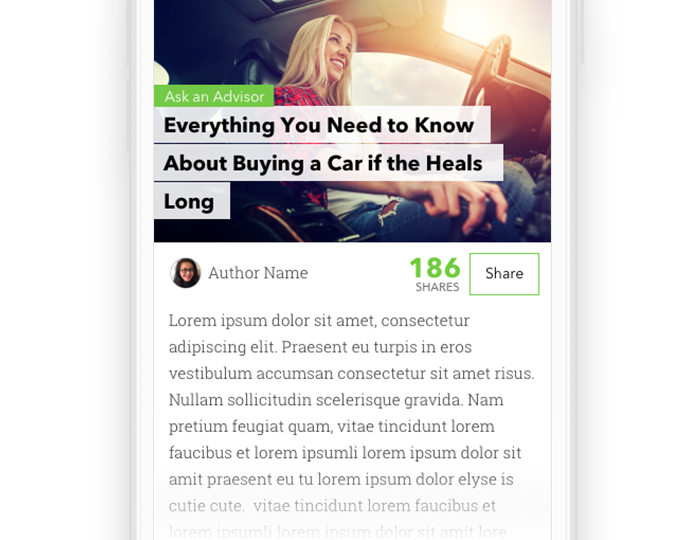 Ask an Advisor
Everything You Need to Know
About Buying a Car if the Heals
Long
Author Name
186
SHARES
Share
Lorem ipsum dolor sit amet, consectetur
adipiscing elit. Praesent eu turpis in eros
vestibulum accumsan consectetur sit amet risus.
Nullam sollicitudin scelerisque gravida. Nam
pretium feugiat quam, vitae tincidunt lorem
faucibus et lorem ipsumli lorem ipsum dolor sit
amit praesent eu tu lorem ipsum dolor elyse is
cutie cute.  vitae tincidunt lorem faucibus et
lorem ipsumli lorem ipsum dolor sit amit lore